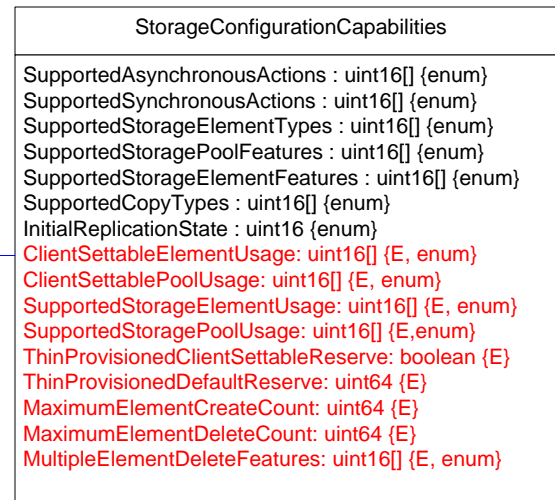 StorageConfigurationCapabilities
SupportedAsynchronousActions : uint16[] {enum}
SupportedSynchronousActions : uint16[] {enum}
SupportedStorageElementTypes : uint16[] {enum}
SupportedStoragePoolFeatures : uint16[] {enum}
SupportedStorageElementFeatures : uint16[] {enum}
SupportedCopyTypes : uint16[] {enum}
InitialReplicationState : uint16 {enum}
ClientSettableElementUsage: uint16[] {E, enum}
ClientSettablePoolUsage: uint16[] {E, enum}
SupportedStorageElementUsage: uint16[] {E, enum}
SupportedStoragePoolUsage: uint16[] {E,enum}
ThinProvisionedClientSettableReserve: boolean {E}
ThinProvisionedDefaultReserve: uint64 {E}
MaximumElementCreateCount: uint64 {E}
MaximumElementDeleteCount: uint64 {E}
MultipleElementDeleteFeatures: uint16[] {E, enum}